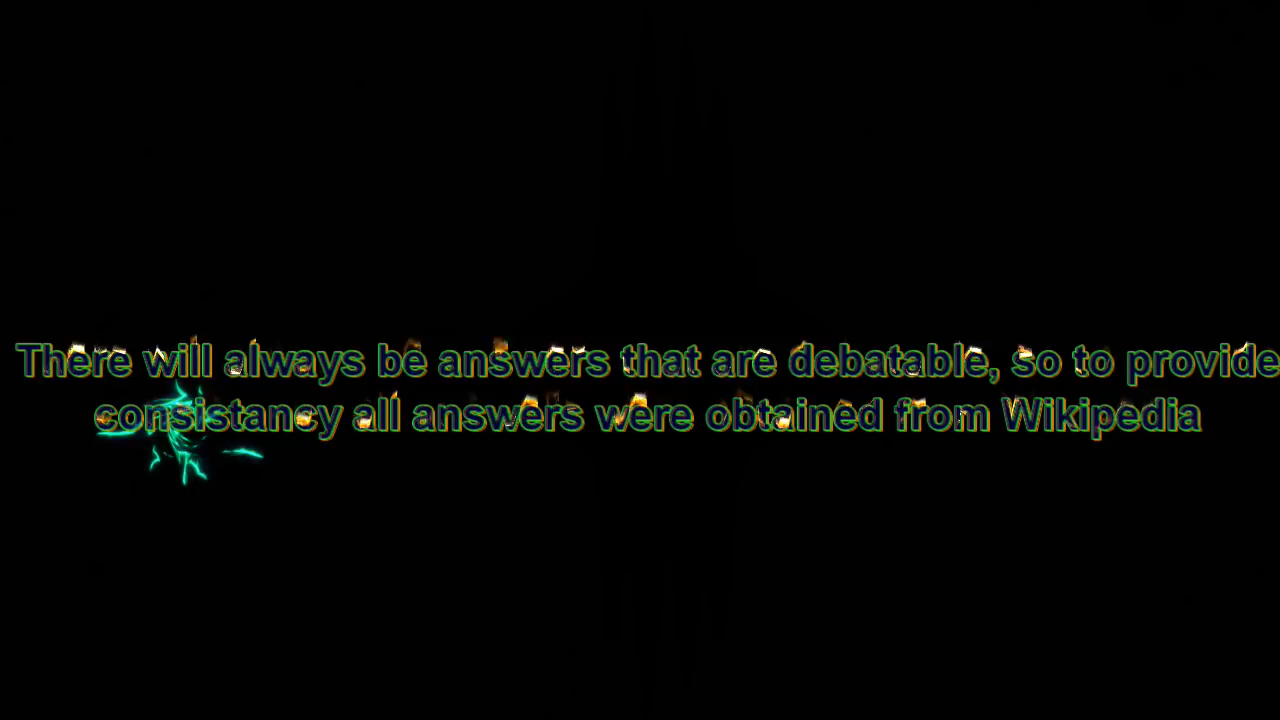 There will always be answers that are debatable, so to provide
consistancy all answers were obtained from Wikipedia